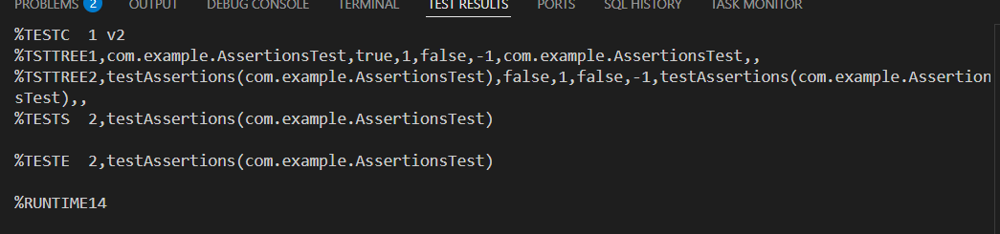 PROBLEMS 2 OUTPUT DEBUG CONSOLE TERMINAL TEST RESULTS PORTS SQL HISTORY TASK MONITOR
%TESTC  1 v2
%TSTTREE1,com.example.AssertionsTest,true,1,false,-1,com.example.AssertionsTest,,
%TSTTREE2,testAssertions(com.example.AssertionsTest),false,1,false,-1,testAssertions(com.example.Assertion
sTest),,
%TESTS  2,testAssertions(com.example.AssertionsTest)
%TESTE  2,testAssertions(com.example.AssertionsTest)
%RUNTIME14